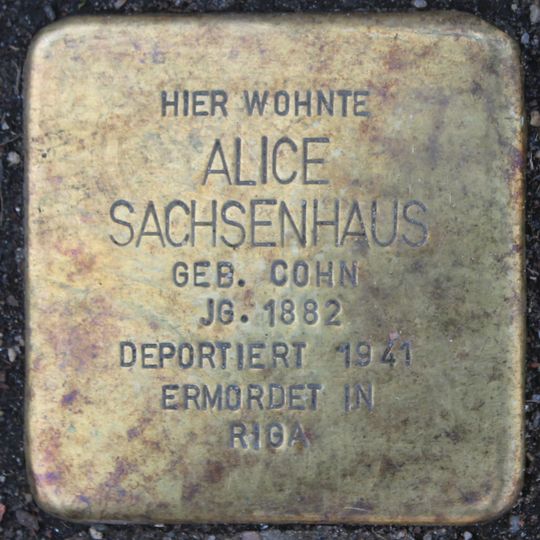 HIER WOHNTE
ALICE
SACHSENHAUS
GEB. COHN
JG. 1882
DEPORTIERT 1941
ERMORDET IN
RIGA